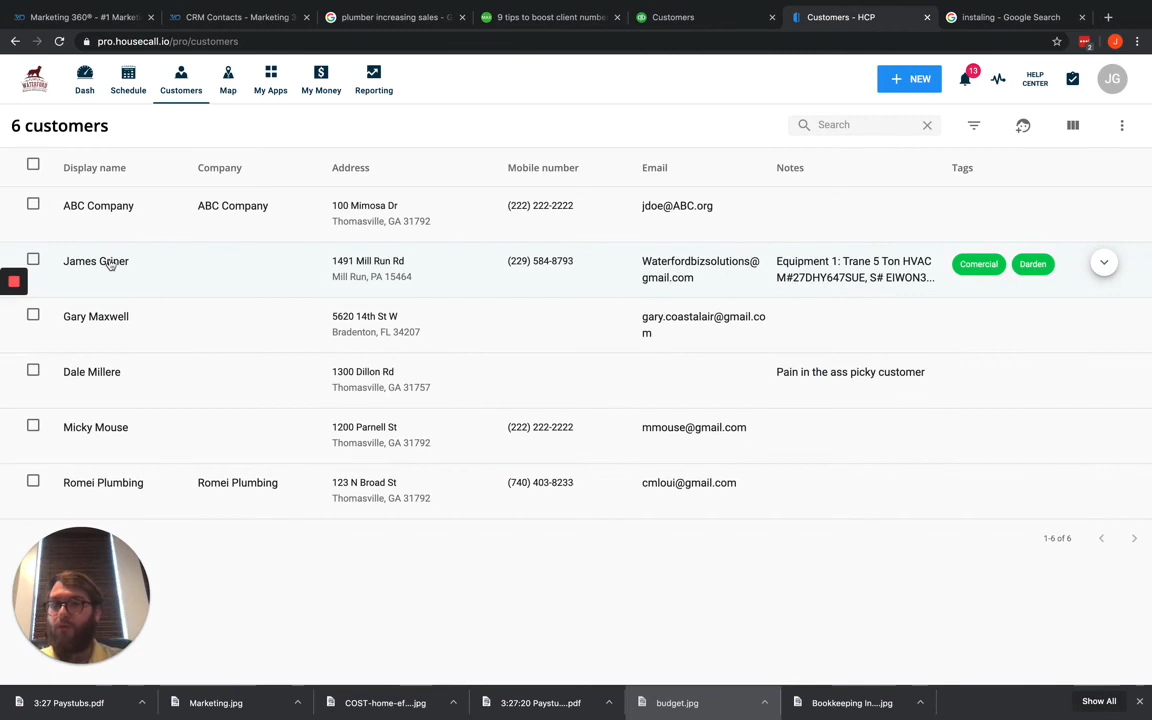 Marketing 360® - #1 Market
CRM Contacts - Marketing 3
plumber increasing sales - G
9 tips to boost client number
Customers
Customers - HCP
instaling - Google Search
pro.housecall.io/pro/customers
2
J
WATERFORD
Dash
Schedule
Customers
Map
My Apps
My Money
Reporting
+ NEW
13
HELP CENTER
JG
6 customers
Search
Display name Company Address Mobile number Email Notes Tags
ABC Company ABC Company 100 Mimosa Dr (222) 222-2222 jdoe@ABC.org
Thomasville, GA 31792
James Griner 1491 Mill Run Rd (229) 584-8793 Waterfordbizsolutions@ Equipment 1: Trane 5 Ton HVAC Comercial Darden
Mill Run, PA 15464 gmail.com M#27DHY647SUE, S# EIWON3...
Gary Maxwell 5620 14th St W gary.coastalair@gmail.co
Bradenton, FL 34207 m
Dale Millere 1300 Dillon Rd Pain in the ass picky customer
Thomasville, GA 31757
Micky Mouse 1200 Parnell St (222) 222-2222 mmouse@gmail.com
Thomasville, GA 31792
Romei Plumbing Romei Plumbing 123 N Broad St (740) 403-8233 cmloui@gmail.com
Thomasville, GA 31792
1-6 of 6
3:27 Paystubs.pdf
Marketing.jpg
COST-home-ef....jpg
3:27:20 Paystu....pdf
budget.jpg
Bookkeeping In....jpg
Show All